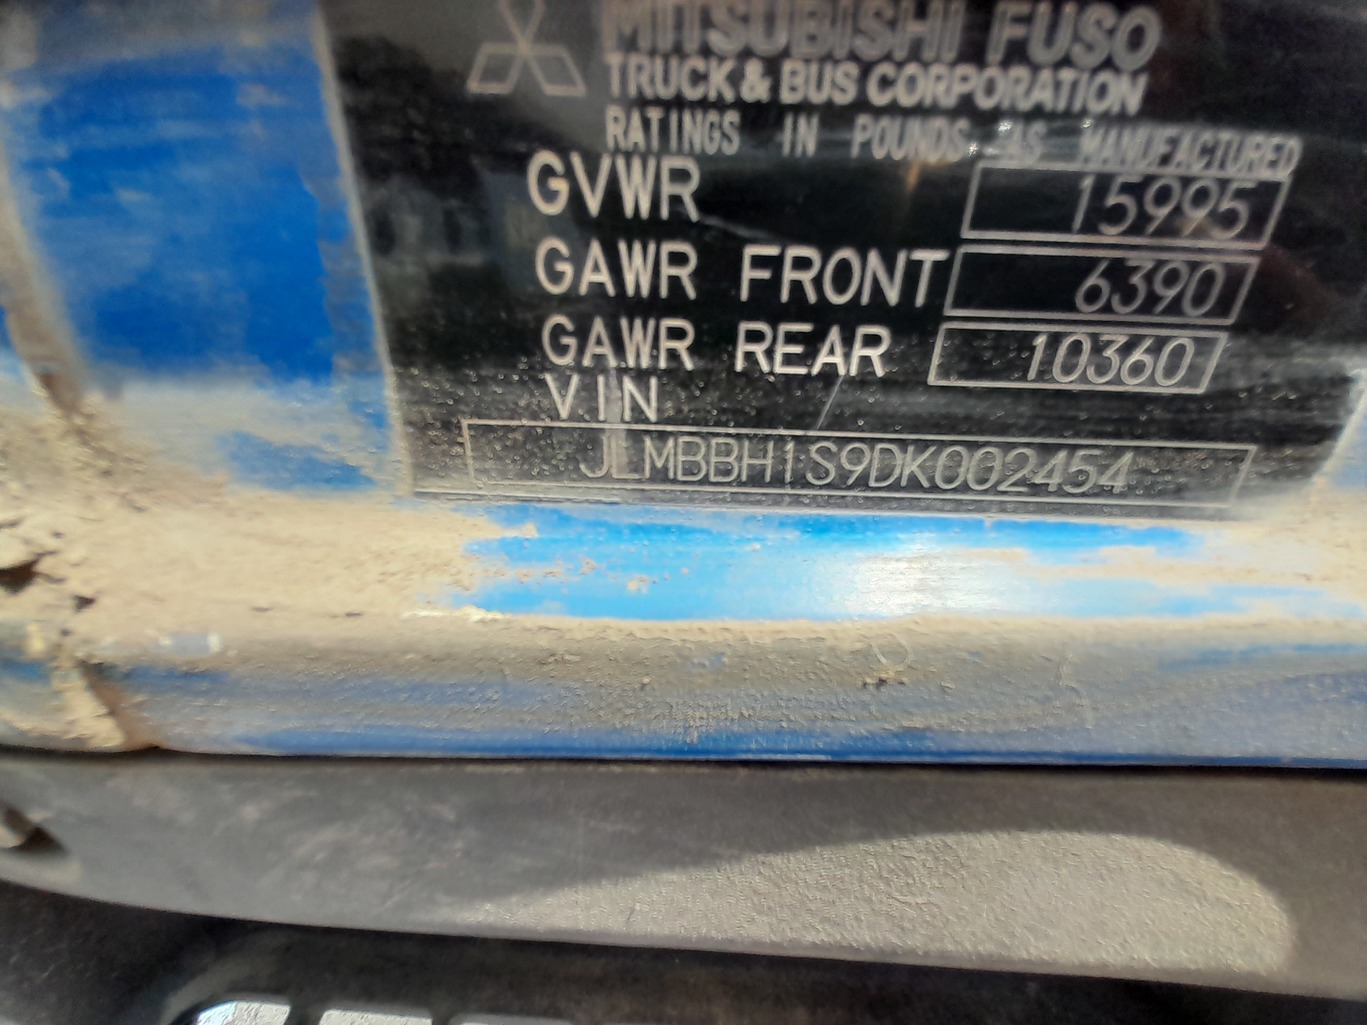 MITSUBISHI FUSO
TRUCK & BUS CORPORATION
RATINGS IN POUNDS AS MANUFACTURED
GVWR 15995
GAWR FRONT 6390
GAWR REAR 10360
VIN
JLMBBH1S9DK002454